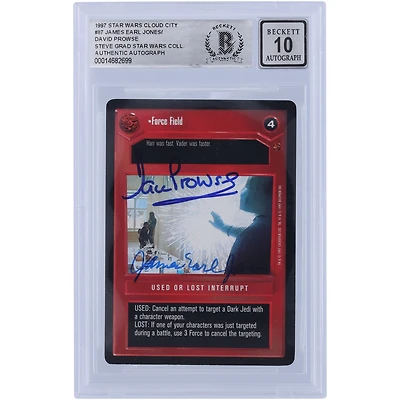 1997 STAR WARS CLOUD CITY
#87 JAMES EARL JONES/
DAVID PROWSE
STEVE GRAD STAR WARS COLL.
AUTHENTIC AUTOGRAPH
00014682699
BECKETT
10
AUTOGRAPH
•Force Field
4
Han was fast. Vader was faster.
Dave Prowse
James Earl J
USED OR LOST INTERRUPT
USED: Cancel an attempt to target a Dark Jedi with
a character weapon.
LOST: If one of your characters was just targeted
during a battle, use 3 Force to cancel the targeting.